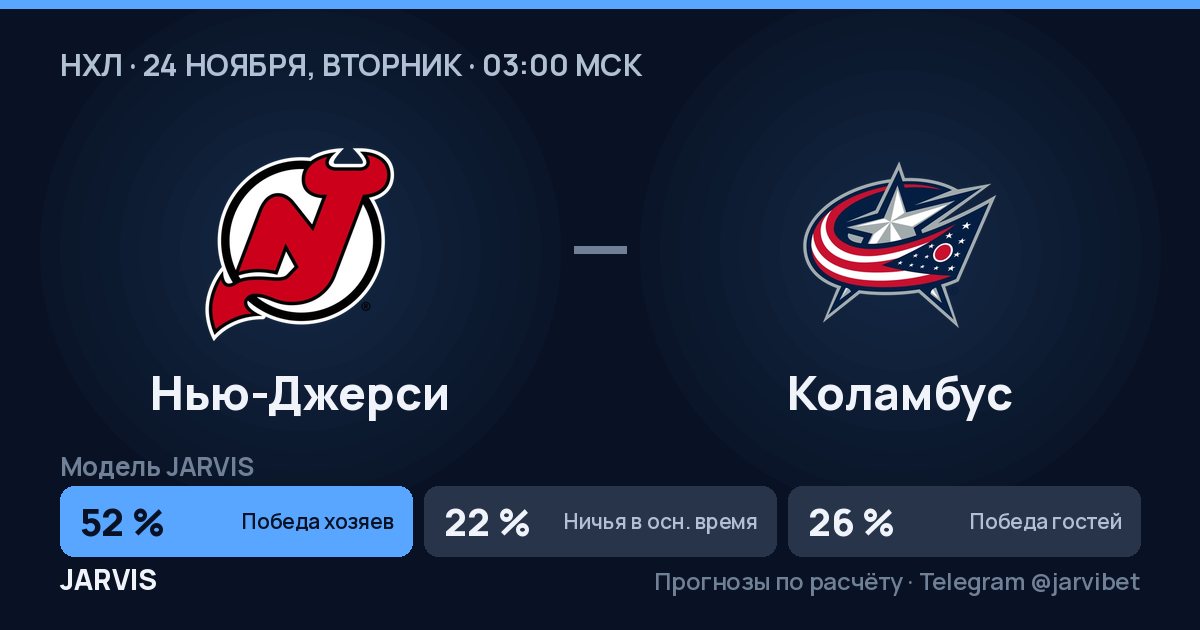 НХЛ · 24 НОЯБРЯ, ВТОРНИК · 03:00 МСК
NJ
®
—
Нью-Джерси
Коламбус
Модель JARVIS
52 % Победа хозяев
22 % Ничья в осн. время
26 % Победа гостей
JARVIS
Прогнозы по расчёту · Telegram @jarvibet